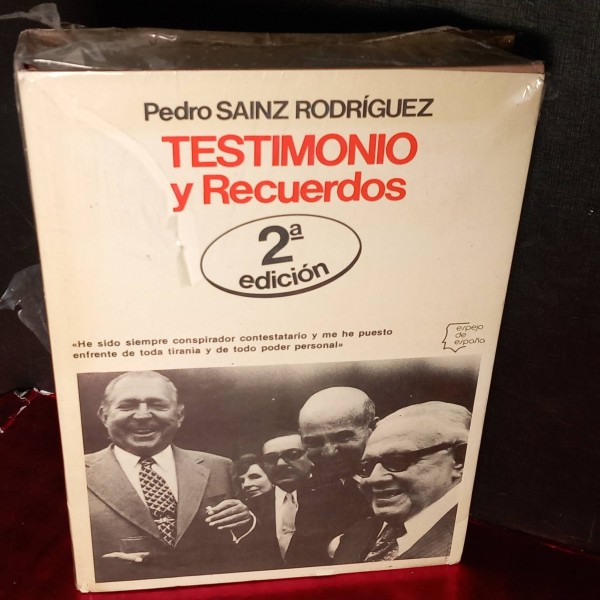 Pedro SAINZ RODRÍGUEZ
TESTIMONIO
y Recuerdos
2ª
edición
«He sido siempre conspirador contestatario y me he puesto
enfrente de toda tirania y de todo poder personal»
espejo
de
españa